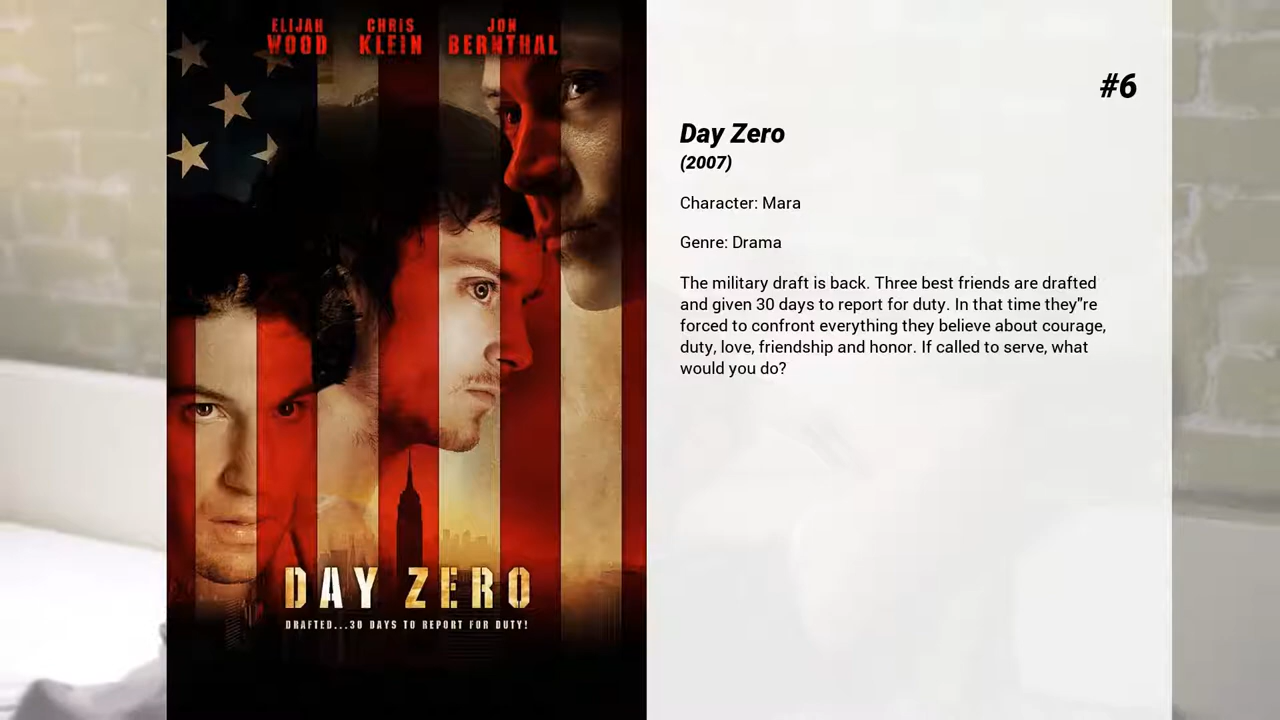 ELIJAH CHRIS JON
WOOD KLEIN BERNTHAL
DAY ZERO
DRAFTED...30 DAYS TO REPORT FOR DUTY!
#6
Day Zero
(2007)
Character: Mara
Genre: Drama
The military draft is back. Three best friends are drafted
and given 30 days to report for duty. In that time they"re
forced to confront everything they believe about courage,
duty, love, friendship and honor. If called to serve, what
would you do?